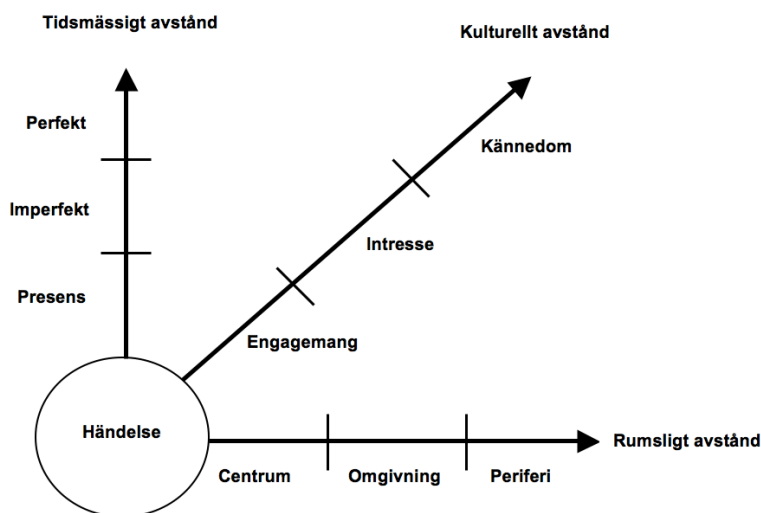 Tidsmässigt avstånd
Kulturellt avstånd
Perfekt
Kännedom
Imperfekt
Intresse
Presens
Engagemang
Händelse
Rumsligt avstånd
Centrum
Omgivning
Periferi